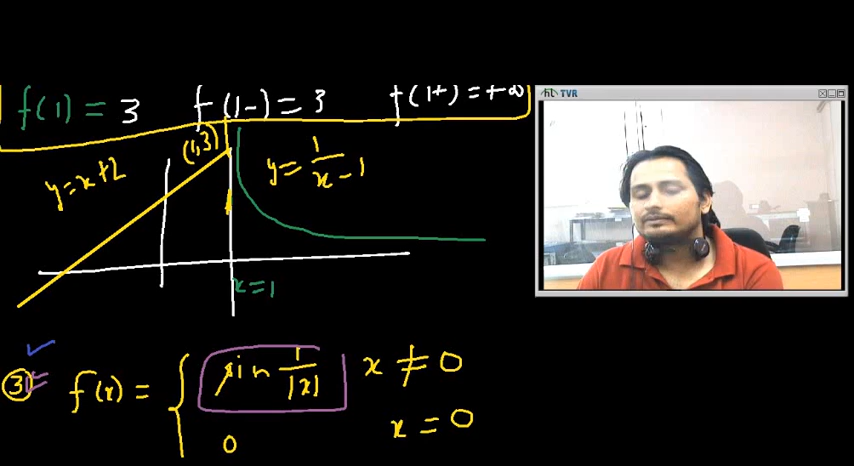 f(1) = 3 f(1-) = 3 f(1+) = +∞
TVR
(1,3)
y=x+2
y = 1/(x-1)
x=1
③ f(x) = { sin 1/|x| x ≠ 0
0 x = 0